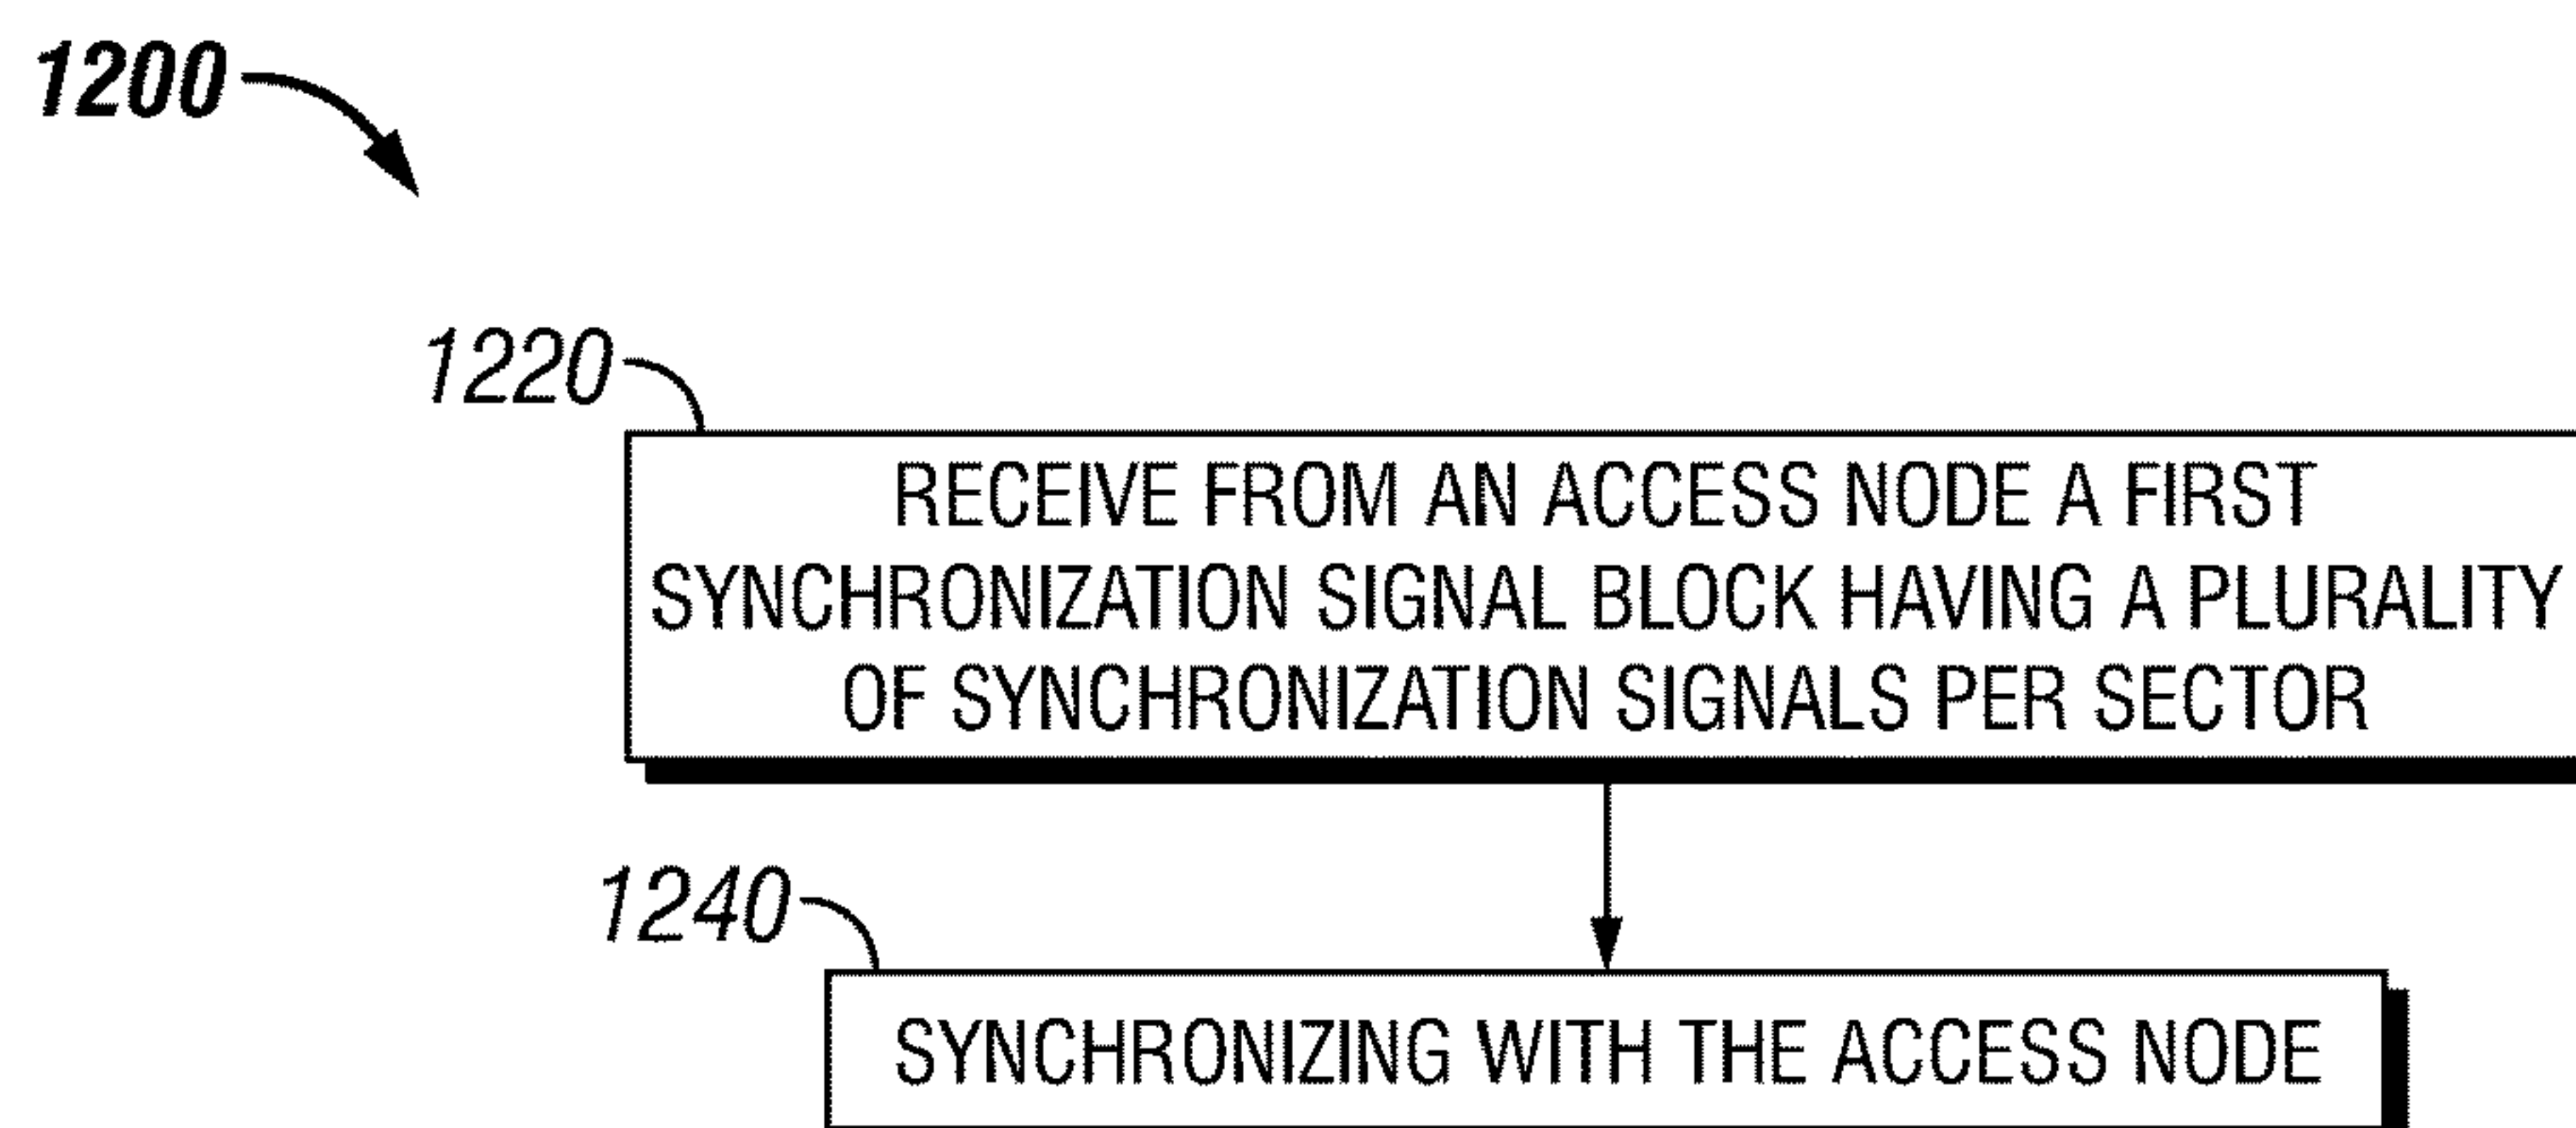 1200
1220
RECEIVE FROM AN ACCESS NODE A FIRST
SYNCHRONIZATION SIGNAL BLOCK HAVING A PLURALITY
OF SYNCHRONIZATION SIGNALS PER SECTOR
1240
SYNCHRONIZING WITH THE ACCESS NODE